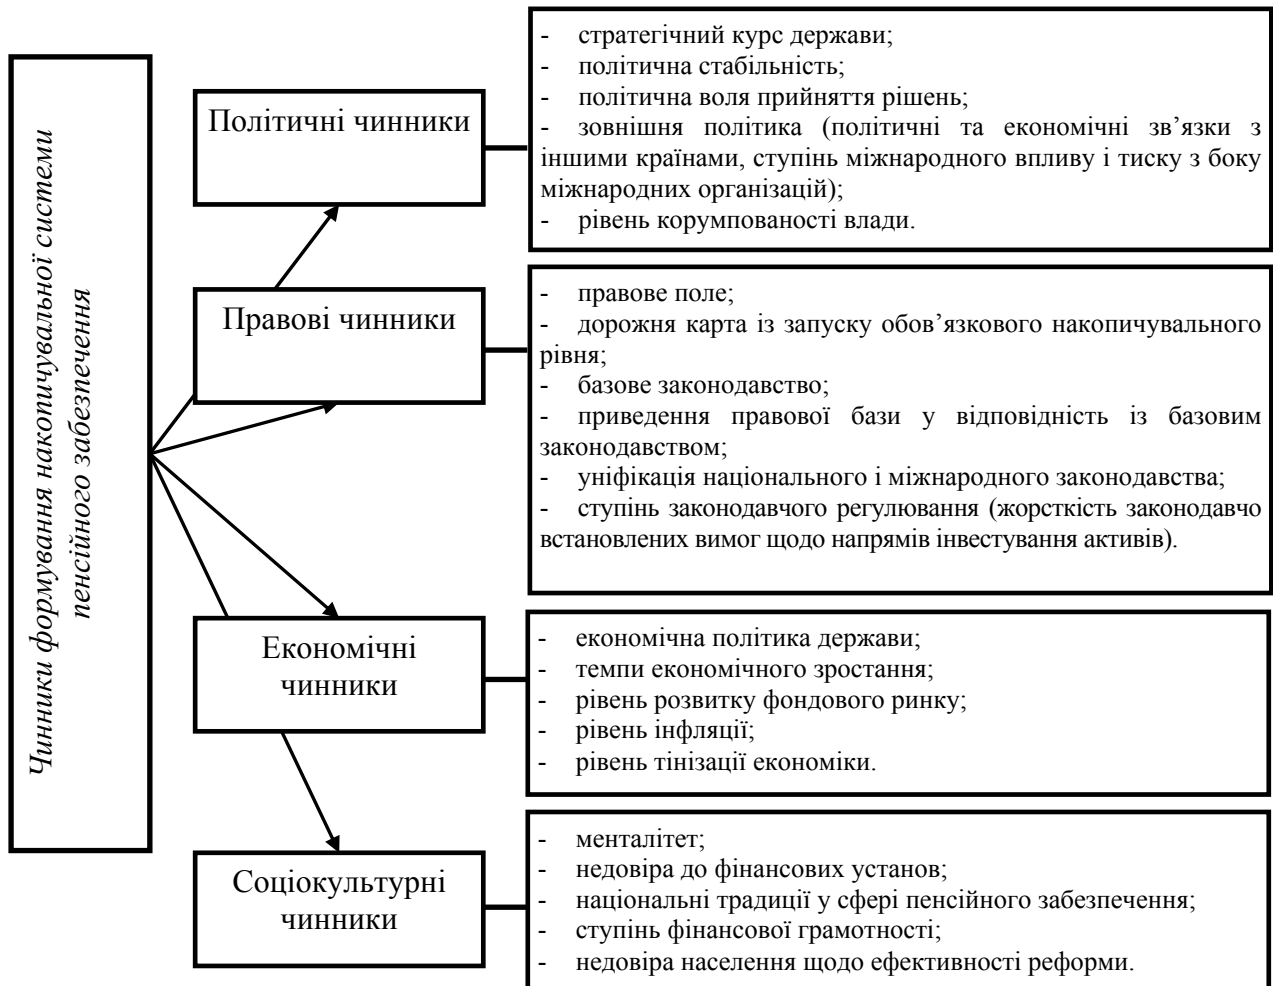 Чинники формування накопичувальної системи
пенсійного забезпечення
Політичні чинники
- стратегічний курс держави;
- політична стабільність;
- політична воля прийняття рішень;
- зовнішня політика (політичні та економічні зв’язки з
іншими країнами, ступінь міжнародного впливу і тиску з боку
міжнародних організацій);
- рівень корумпованості влади.
Правові чинники
- правове поле;
- дорожня карта із запуску обов’язкового накопичувального
рівня;
- базове законодавство;
- приведення правової бази у відповідність із базовим
законодавством;
- уніфікація національного і міжнародного законодавства;
- ступінь законодавчого регулювання (жорсткість законодавчо
встановлених вимог щодо напрямів інвестування активів).
Економічні
чинники
- економічна політика держави;
- темпи економічного зростання;
- рівень розвитку фондового ринку;
- рівень інфляції;
- рівень тінізації економіки.
Соціокультурні
чинники
- менталітет;
- недовіра до фінансових установ;
- національні традиції у сфері пенсійного забезпечення;
- ступінь фінансової грамотності;
- недовіра населення щодо ефективності реформи.